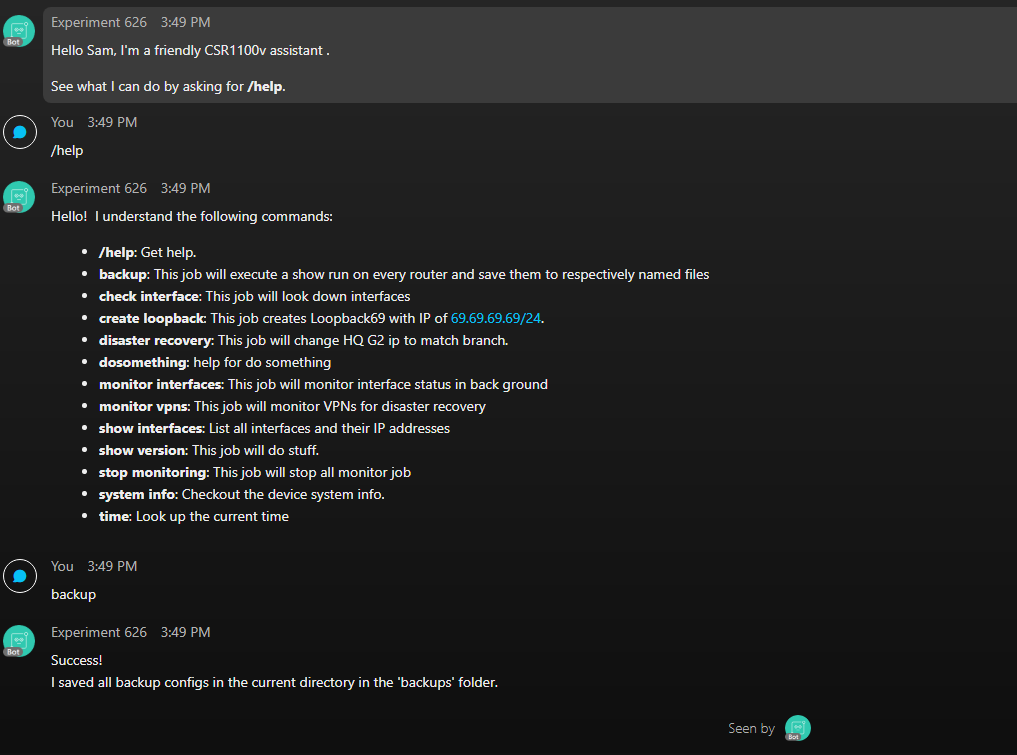 Experiment 626 3:49 PM
Hello Sam, I'm a friendly CSR1100v assistant .
See what I can do by asking for /help.
Bot
You 3:49 PM
/help
Experiment 626 3:49 PM
Bot
Hello! I understand the following commands:
• /help: Get help.
• backup: This job will execute a show run on every router and save them to respectively named files
• check interface: This job will look down interfaces
• create loopback: This job creates Loopback69 with IP of 69.69.69.69/24.
• disaster recovery: This job will change HQ G2 ip to match branch.
• dosomething: help for do something
• monitor interfaces: This job will monitor interface status in back ground
• monitor vpns: This job will monitor VPNs for disaster recovery
• show interfaces: List all interfaces and their IP addresses
• show version: This job will do stuff.
• stop monitoring: This job will stop all monitor job
• system info: Checkout the device system info.
• time: Look up the current time
You 3:49 PM
backup
Experiment 626 3:49 PM
Bot
Success!
I saved all backup configs in the current directory in the 'backups' folder.
Seen by
Bot